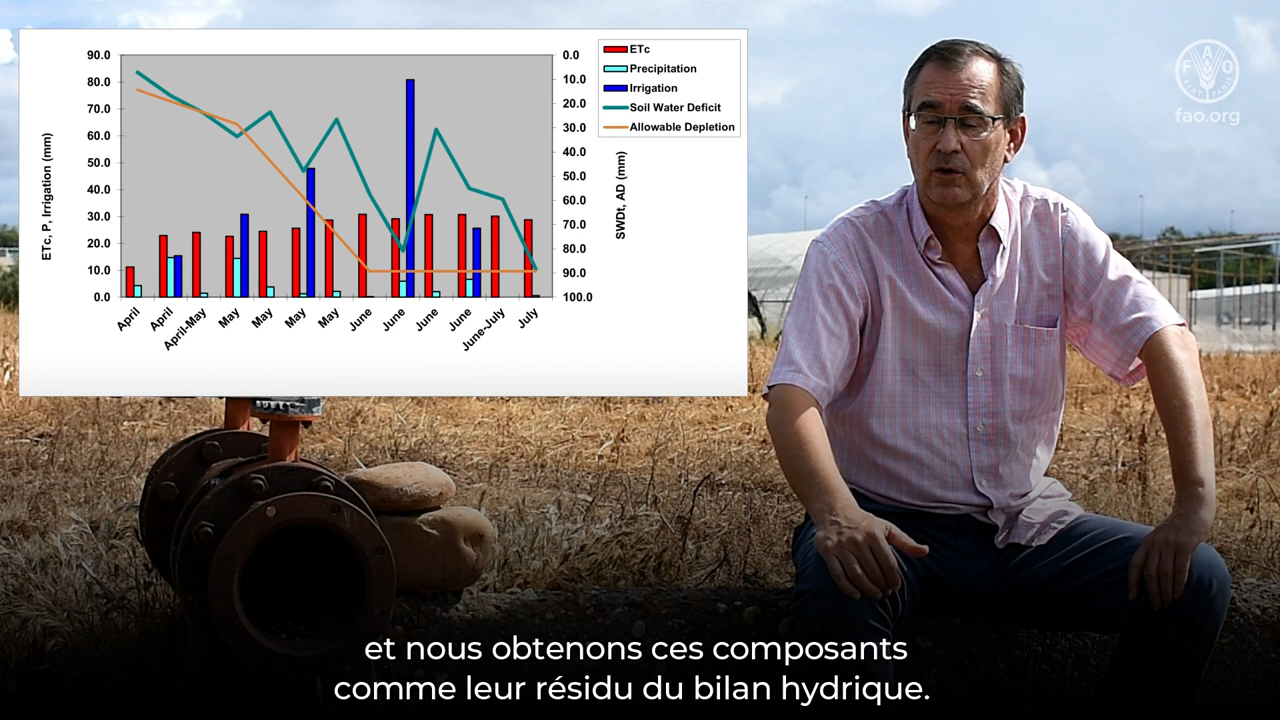 90.0
80.0
70.0
60.0
50.0
40.0
30.0
20.0
10.0
0.0
ETc, P, Irrigation (mm)
0.0
10.0
20.0
30.0
40.0
50.0
60.0
70.0
80.0
90.0
100.0
SWDt, AD (mm)
April
April
April-May
May
May
May
May
June
June
June
June
June-July
July
ETc
Precipitation
Irrigation
Soil Water Deficit
Allowable Depletion
F A O
FIAT PANIS
fao.org
et nous obtenons ces composants
comme leur résidu du bilan hydrique.